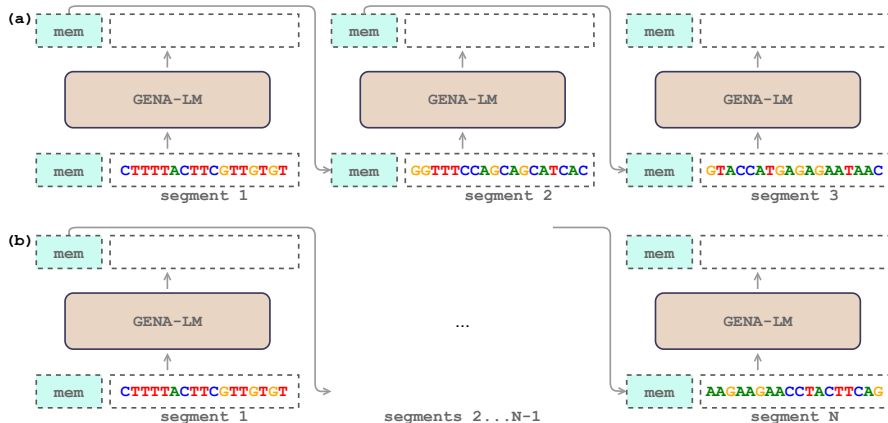 (a)
mem mem mem
GENA-LM GENA-LM GENA-LM
mem CTTTTACTTCGTTGTGT mem GGTTTCCAGCAGCATCAC mem GTACCATGAGAGAATAAC
segment 1 segment 2 segment 3
(b)
mem mem
GENA-LM ... GENA-LM
mem CTTTTACTTCGTTGTGT mem AAGAAGAACCTACTTCAG
segment 1 segments 2...N-1 segment N